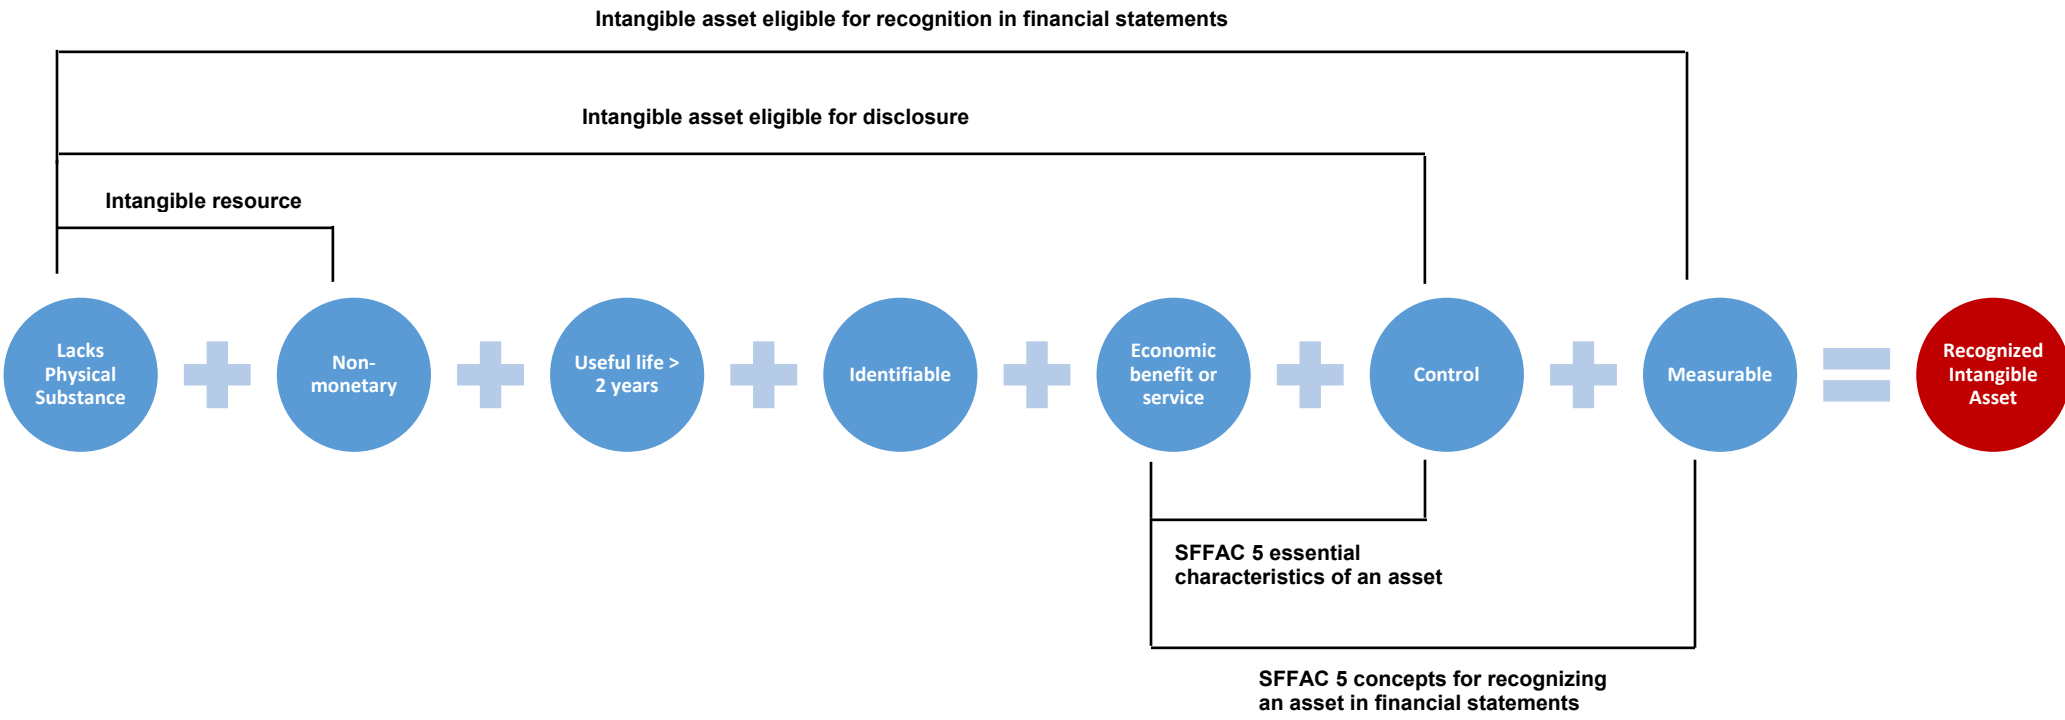 Intangible asset eligible for recognition in financial statements
Intangible asset eligible for disclosure
Intangible resource
Lacks
Physical
Substance
Non-
monetary
Useful life >
2 years
Identifiable
Economic
benefit or
service
Control
Measurable
Recognized
Intangible
Asset
SFFAC 5 essential
characteristics of an asset
SFFAC 5 concepts for recognizing
an asset in financial statements